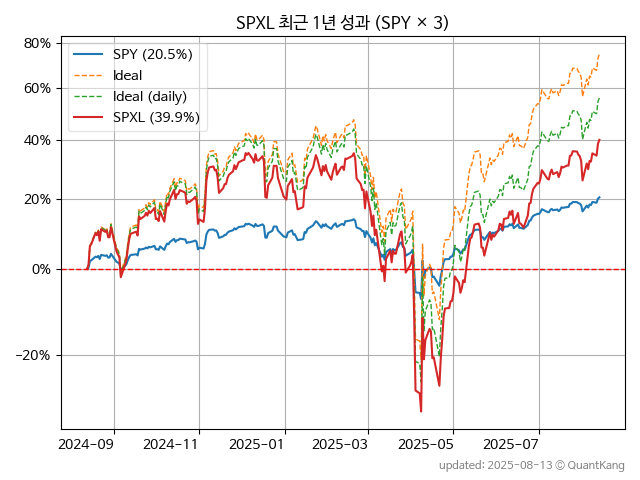 SPXL 최근 1년 성과 (SPY × 3)
80%
60%
40%
20%
0%
−20%
SPY (20.5%)
Ideal
Ideal (daily)
SPXL (39.9%)
2024-09
2024-11
2025-01
2025-03
2025-05
2025-07
updated: 2025-08-13 © QuantKang